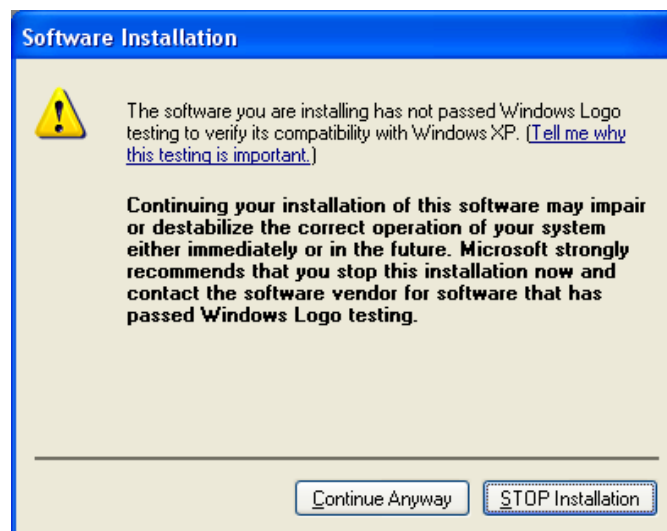 Software Installation
The software you are installing has not passed Windows Logo
testing to verify its compatibility with Windows XP. (Tell me why
this testing is important.)
Continuing your installation of this software may impair
or destabilize the correct operation of your system
either immediately or in the future. Microsoft strongly
recommends that you stop this installation now and
contact the software vendor for software that has
passed Windows Logo testing.
Continue Anyway
STOP Installation